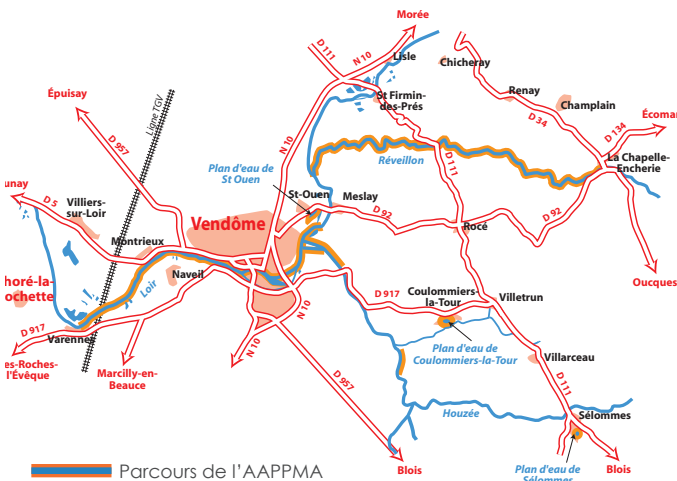 Morée
D 111
N 10
Lisle
Chicheray
Épuisay
Ligne TGV
St Firmin-
des-Prés
Renay
Champlain
D 34
D 134
Écoman
D 957
N 10
Réveillon
D 111
La Chapelle-
Encherie
Plan d'eau de
St Ouen
unay
D 5
Villiers-
sur-Loir
St-Ouen
Meslay
D 92
D 92
Vendôme
Rocé
Montrieux
Naveil
Loir
horé-la-
ochette
Oucques
Coulommiers
la-Tour
D 917
Villetrun
N 10
D 917
Varennes
Plan d'eau de
Coulommiers-la-Tour
Villarceau
N 10
es-Roches-
l'Évêque
Marcilly-en-
Beauce
D 957
D 111
Houzée
Sélommes
Blois
Plan d'eau de
Sélommes
Blois
Parcours de l'AAPPMA